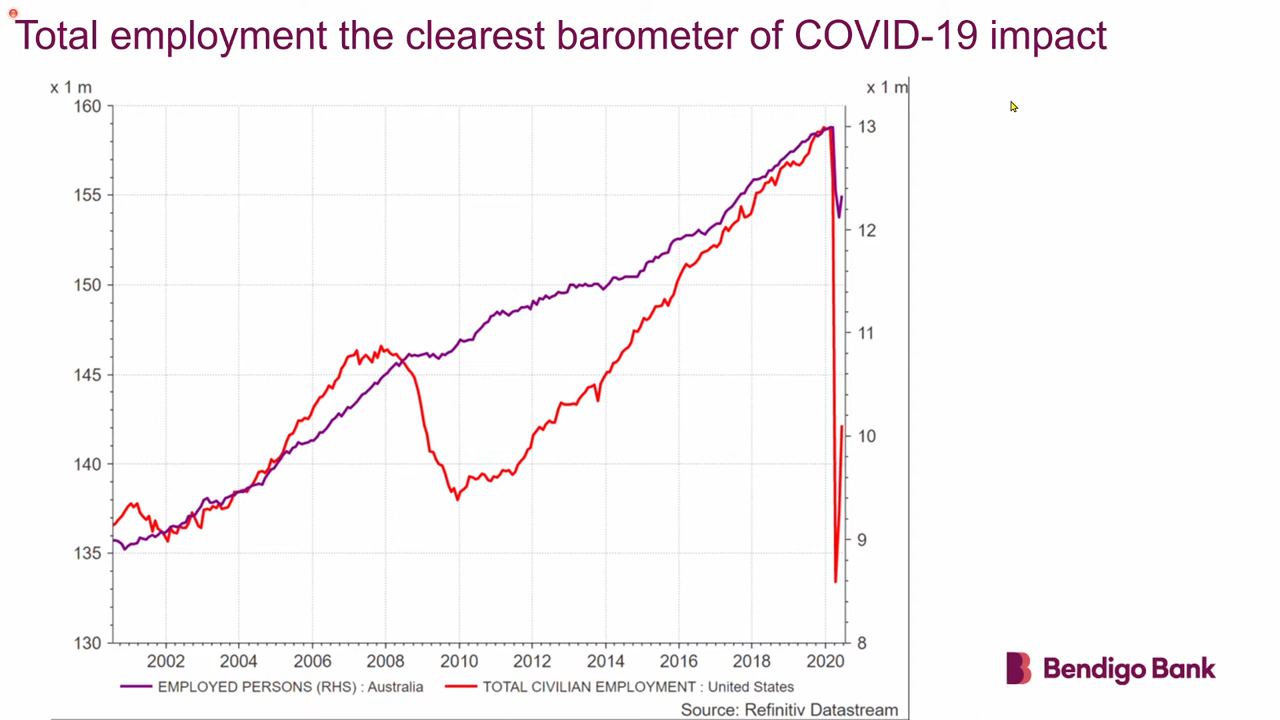 Total employment the clearest barometer of COVID-19 impact
x 1 m
x 1 m
160
155
150
145
140
135
130
13
12
11
10
9
8
2002 2004 2006 2008 2010 2012 2014 2016 2018 2020
EMPLOYED PERSONS (RHS) : Australia TOTAL CIVILIAN EMPLOYMENT : United States
Source: Refinitiv Datastream
Bendigo Bank